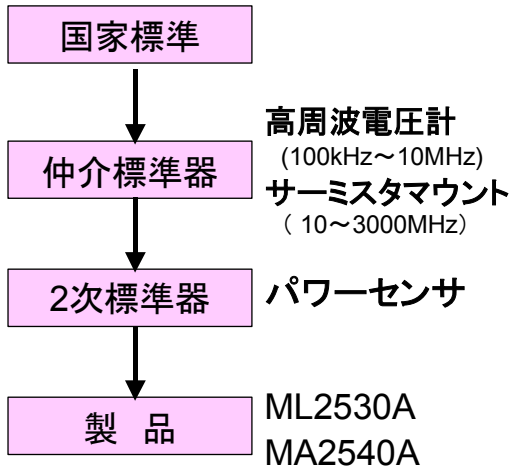 国家標準
仲介標準器
高周波電圧計
(100kHz～10MHz)
サーミスタマウント
（ 10～3000MHz）
2次標準器
パワーセンサ
製　品
ML2530A
MA2540A